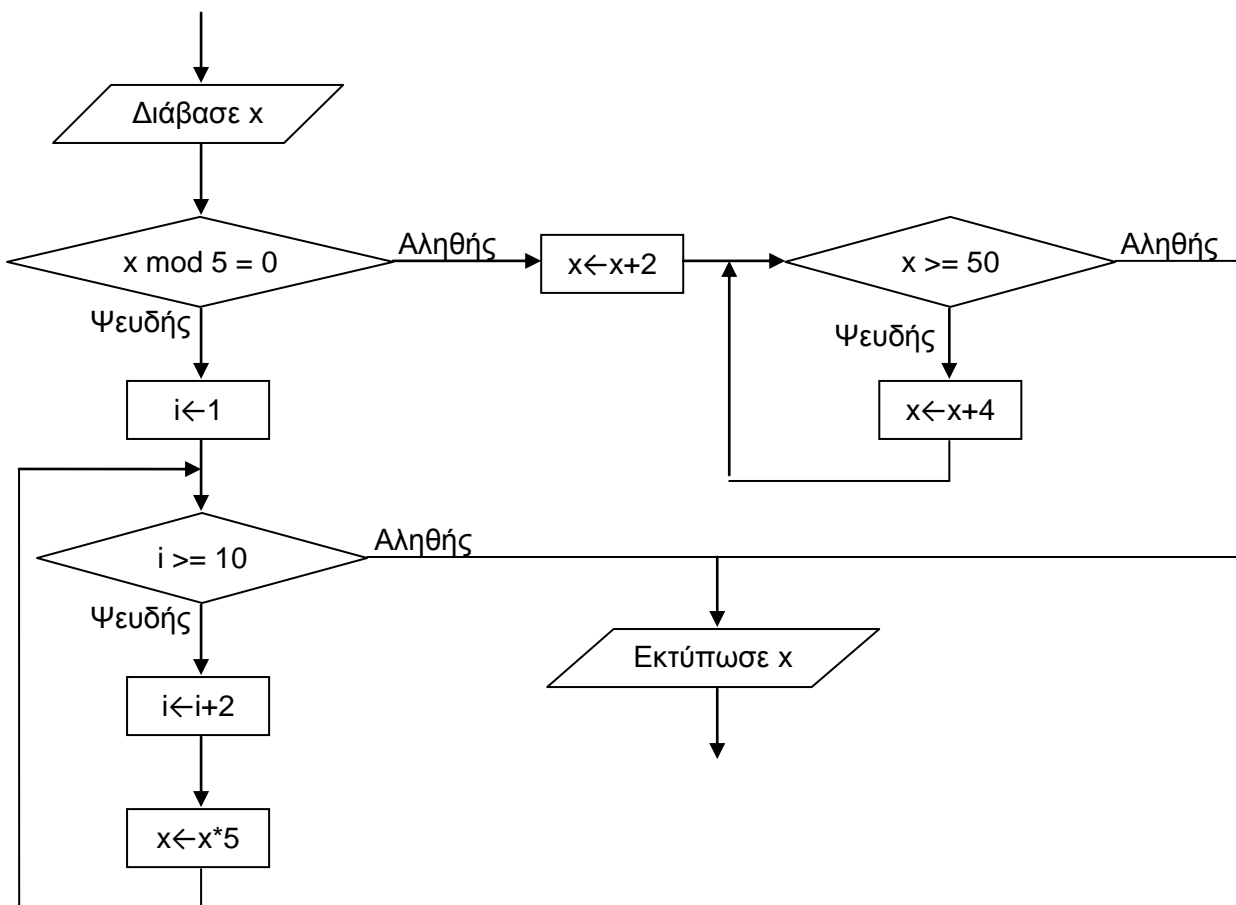 Διάβασε x
x mod 5 = 0
Αληθής
x←x+2
x >= 50
Αληθής
Ψευδής
Ψευδής
i←1
x←x+4
i >= 10
Αληθής
Ψευδής
Εκτύπωσε x
i←i+2
x←x*5